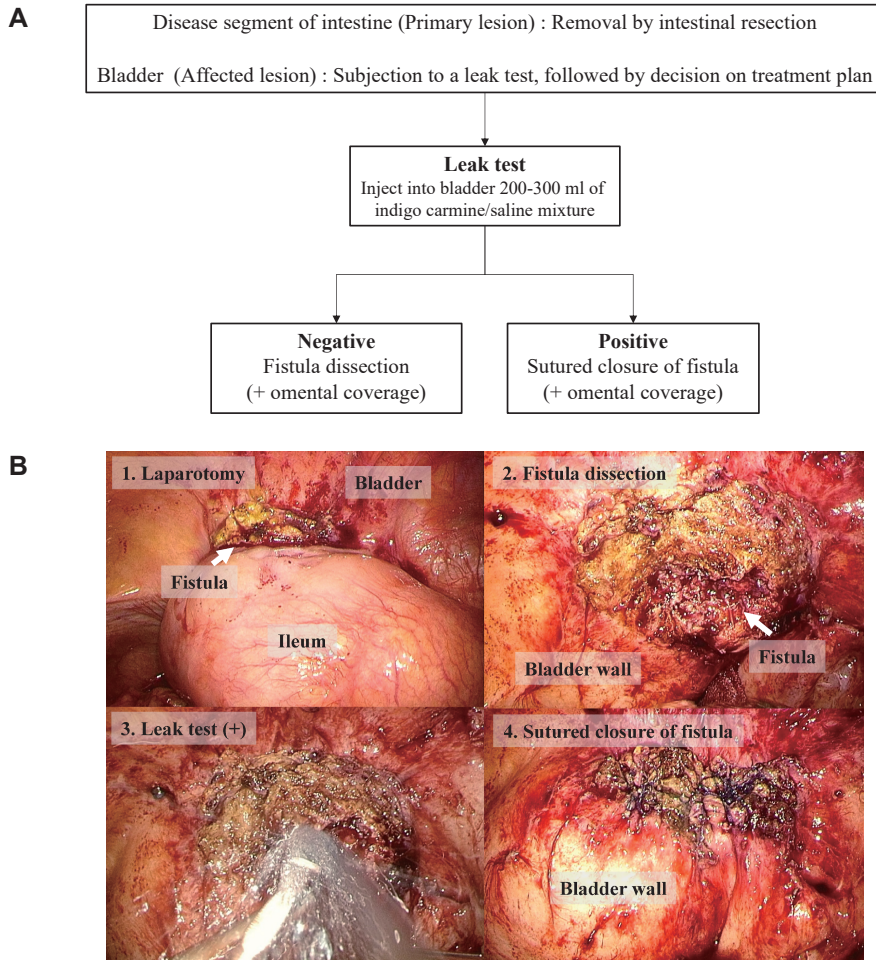 A
Disease segment of intestine (Primary lesion) : Removal by intestinal resection
Bladder (Affected lesion) : Subjection to a leak test, followed by decision on treatment plan
Leak test
Inject into bladder 200-300 ml of
indigo carmine/saline mixture
Negative
Fistula dissection
(+ omental coverage)
Positive
Sutured closure of fistula
(+ omental coverage)
B
1. Laparotomy
Bladder
Fistula
Ileum
2. Fistula dissection
Bladder wall
Fistula
3. Leak test (+)
4. Sutured closure of fistula
Bladder wall